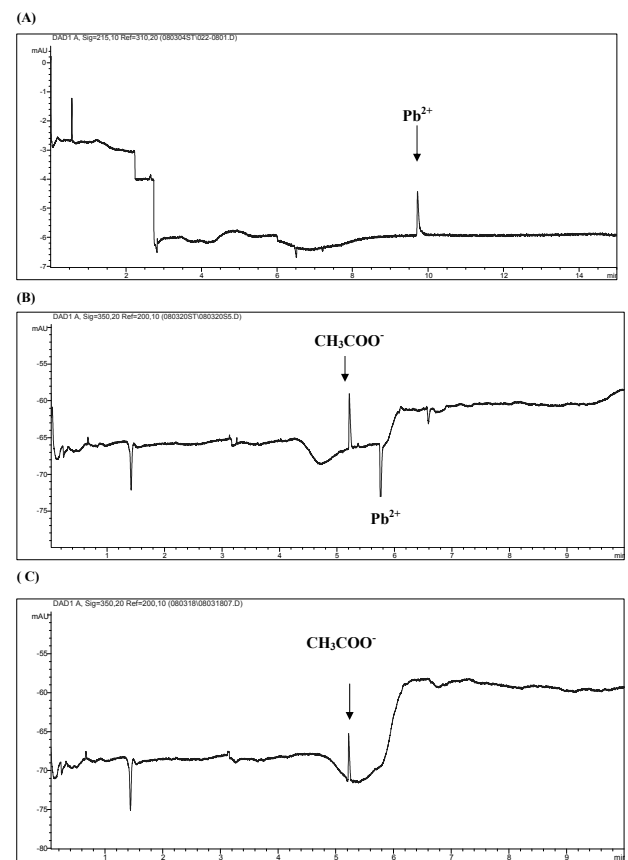 (A)
DAD1 A, Sig=215,10 Ref=310,20 (080304ST\022-0801.D)
mAU
0
-1
-2
-3
-4
-5
-6
-7
Pb²⁺
2 4 6 8 10 12 14 min
(B)
DAD1 A, Sig=350,20 Ref=200,10 (080320ST\080320S5.D)
mAU
-55
-60
-65
-70
-75
CH₃COO⁻
Pb²⁺
1 2 3 4 5 6 7 8 9 min
( C)
DAD1 A, Sig=350,20 Ref=200,10 (080318\08031807.D)
mAU
-55
-60
-65
-70
-75
-80
CH₃COO⁻
1 2 3 4 5 6 7 8 9 min